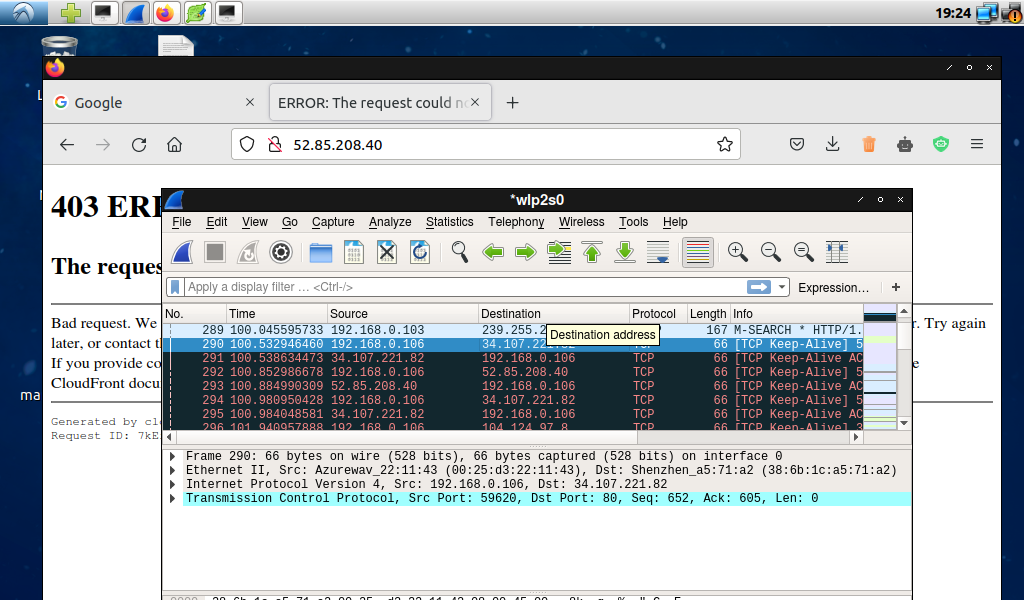 19:24
Google
ERROR: The request could n
52.85.208.40
403 ERR
The reques
Bad request. We
r. Try again
later, or contact th
If you provide co
e
CloudFront docu
Generated by clo
Request ID: 7kE
ma
*wlp2s0
File Edit View Go Capture Analyze Statistics Telephony Wireless Tools Help
Apply a display filter … <Ctrl-/>
Expression… +
No. Time Source Destination Protocol Length Info
289 100.045595733 192.168.0.103 239.255.2 167 M-SEARCH * HTTP/1.
290 100.532946460 192.168.0.106 34.107.221.82 TCP 66 [TCP Keep-Alive] 5
Destination address
291 100.538634473 34.107.221.82 192.168.0.106 TCP 66 [TCP Keep-Alive AC
292 100.852986678 192.168.0.106 52.85.208.40 TCP 66 [TCP Keep-Alive] 5
293 100.884990309 52.85.208.40 192.168.0.106 TCP 66 [TCP Keep-Alive AC
294 100.980950428 192.168.0.106 34.107.221.82 TCP 66 [TCP Keep-Alive] 5
295 100.984048581 34.107.221.82 192.168.0.106 TCP 66 [TCP Keep-Alive AC
296 101.940957888 192.168.0.106 104.124.97.8 TCP 66 [TCP Keep-Alive] 3
Frame 290: 66 bytes on wire (528 bits), 66 bytes captured (528 bits) on interface 0
Ethernet II, Src: Azurewav_22:11:43 (00:25:d3:22:11:43), Dst: Shenzhen_a5:71:a2 (38:6b:1c:a5:71:a2)
Internet Protocol Version 4, Src: 192.168.0.106, Dst: 34.107.221.82
Transmission Control Protocol, Src Port: 59620, Dst Port: 80, Seq: 652, Ack: 605, Len: 0